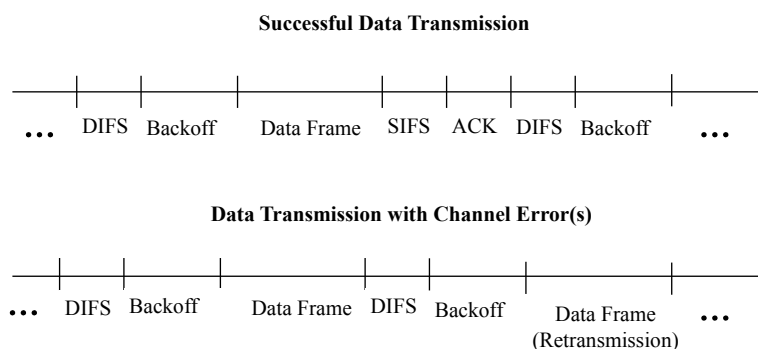 Successful Data Transmission
... DIFS Backoff Data Frame SIFS ACK DIFS Backoff ...
Data Transmission with Channel Error(s)
... DIFS Backoff Data Frame DIFS Backoff Data Frame ...
(Retransmission)